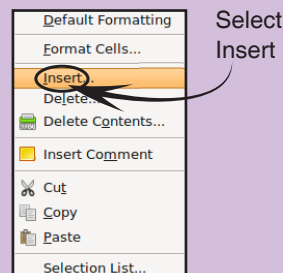 Default Formatting
Format Cells...
Insert...
Delete...
Delete Contents...
Insert Comment
Cut
Copy
Paste
Selection List...
Select
Insert